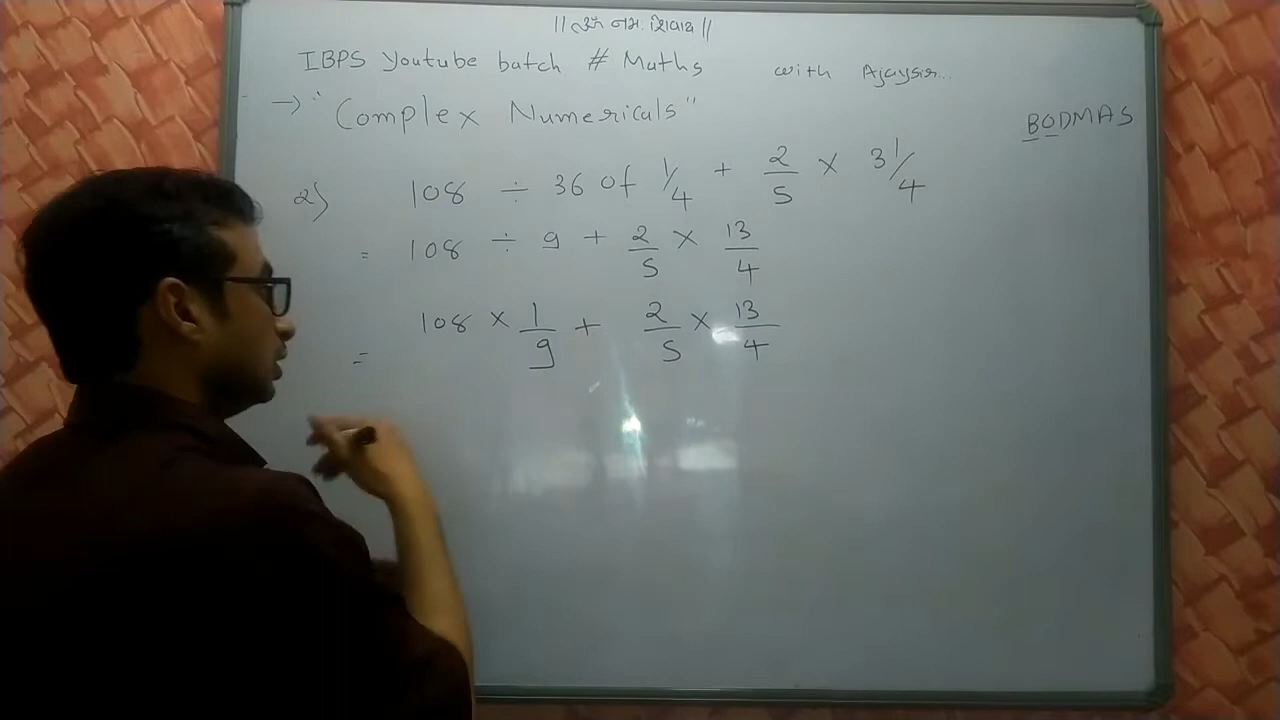 || ૐ નમ: શિવાય ||
IBPS Youtube batch # Maths with Ajaysir...
→ "Complex Numericals"
BODMAS
2) 108 ÷ 36 of 1/4 + 2/5 × 3 1/4
= 108 ÷ 9 + 2/5 × 13/4
= 108 × 1/9 + 2/5 × 13/4